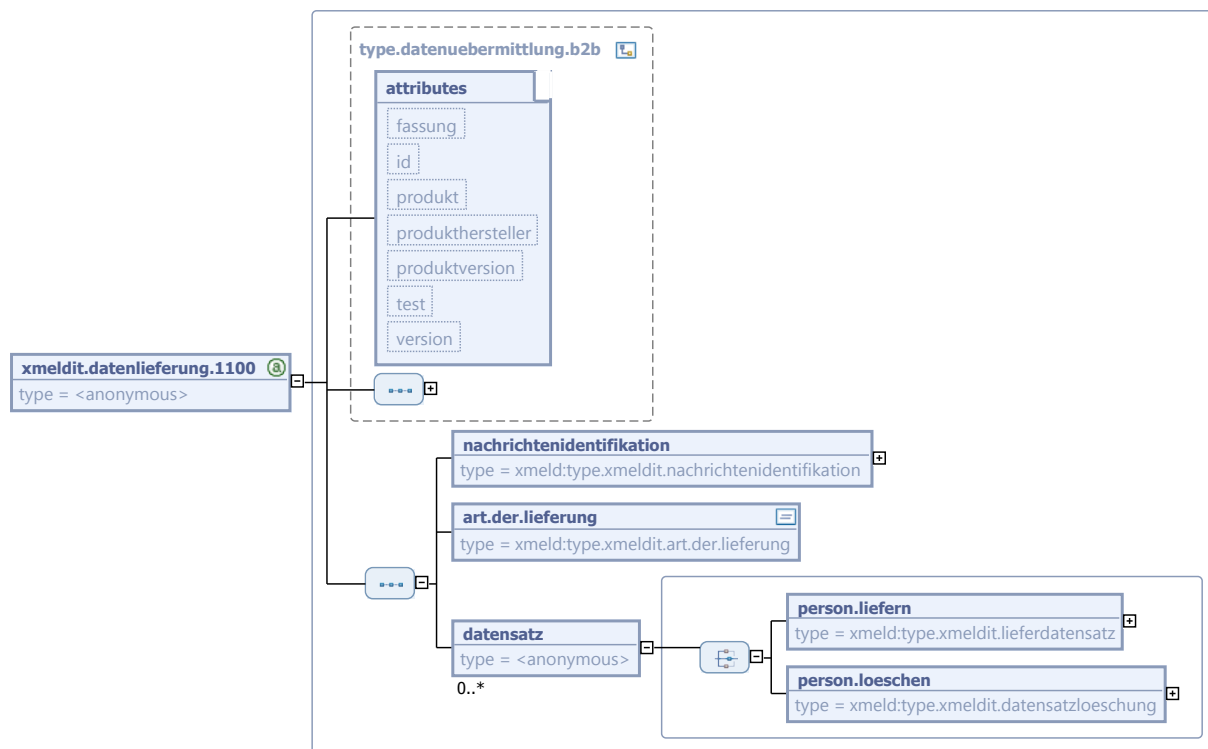 type.datenuebermittlung.b2b
attributes
fassung
id
produkt
produkthersteller
produktversion
test
version
xmeldit.datenlieferung.1100
type = <anonymous>
nachrichtenidentifikation
type = xmeld:type.xmeldit.nachrichtenidentifikation
art.der.lieferung
type = xmeld:type.xmeldit.art.der.lieferung
datensatz
type = <anonymous>
0..*
person.liefern
type = xmeld:type.xmeldit.lieferdatensatz
person.loeschen
type = xmeld:type.xmeldit.datensatzloeschung